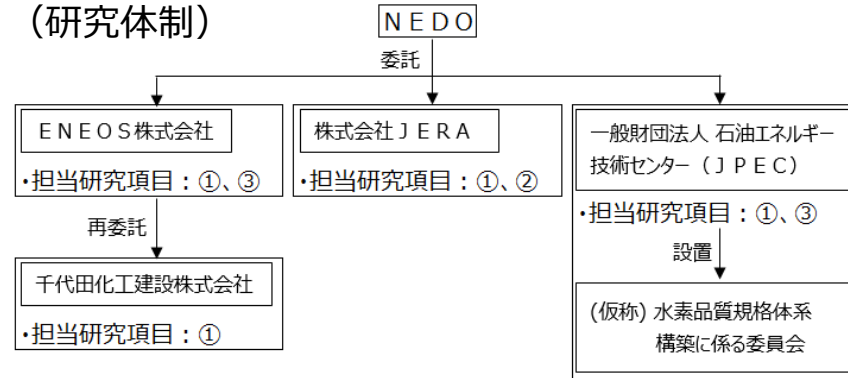 （研究体制）
ＮＥＤＯ
委託
ＥＮＥＯＳ株式会社
・担当研究項目：①、③
株式会社ＪＥＲＡ
・担当研究項目：①、②
一般財団法人 石油エネルギー
技術センター（ＪＰＥＣ）
・担当研究項目：①、③
再委託
設置
千代田化工建設株式会社
・担当研究項目：①
(仮称) 水素品質規格体系
構築に係る委員会